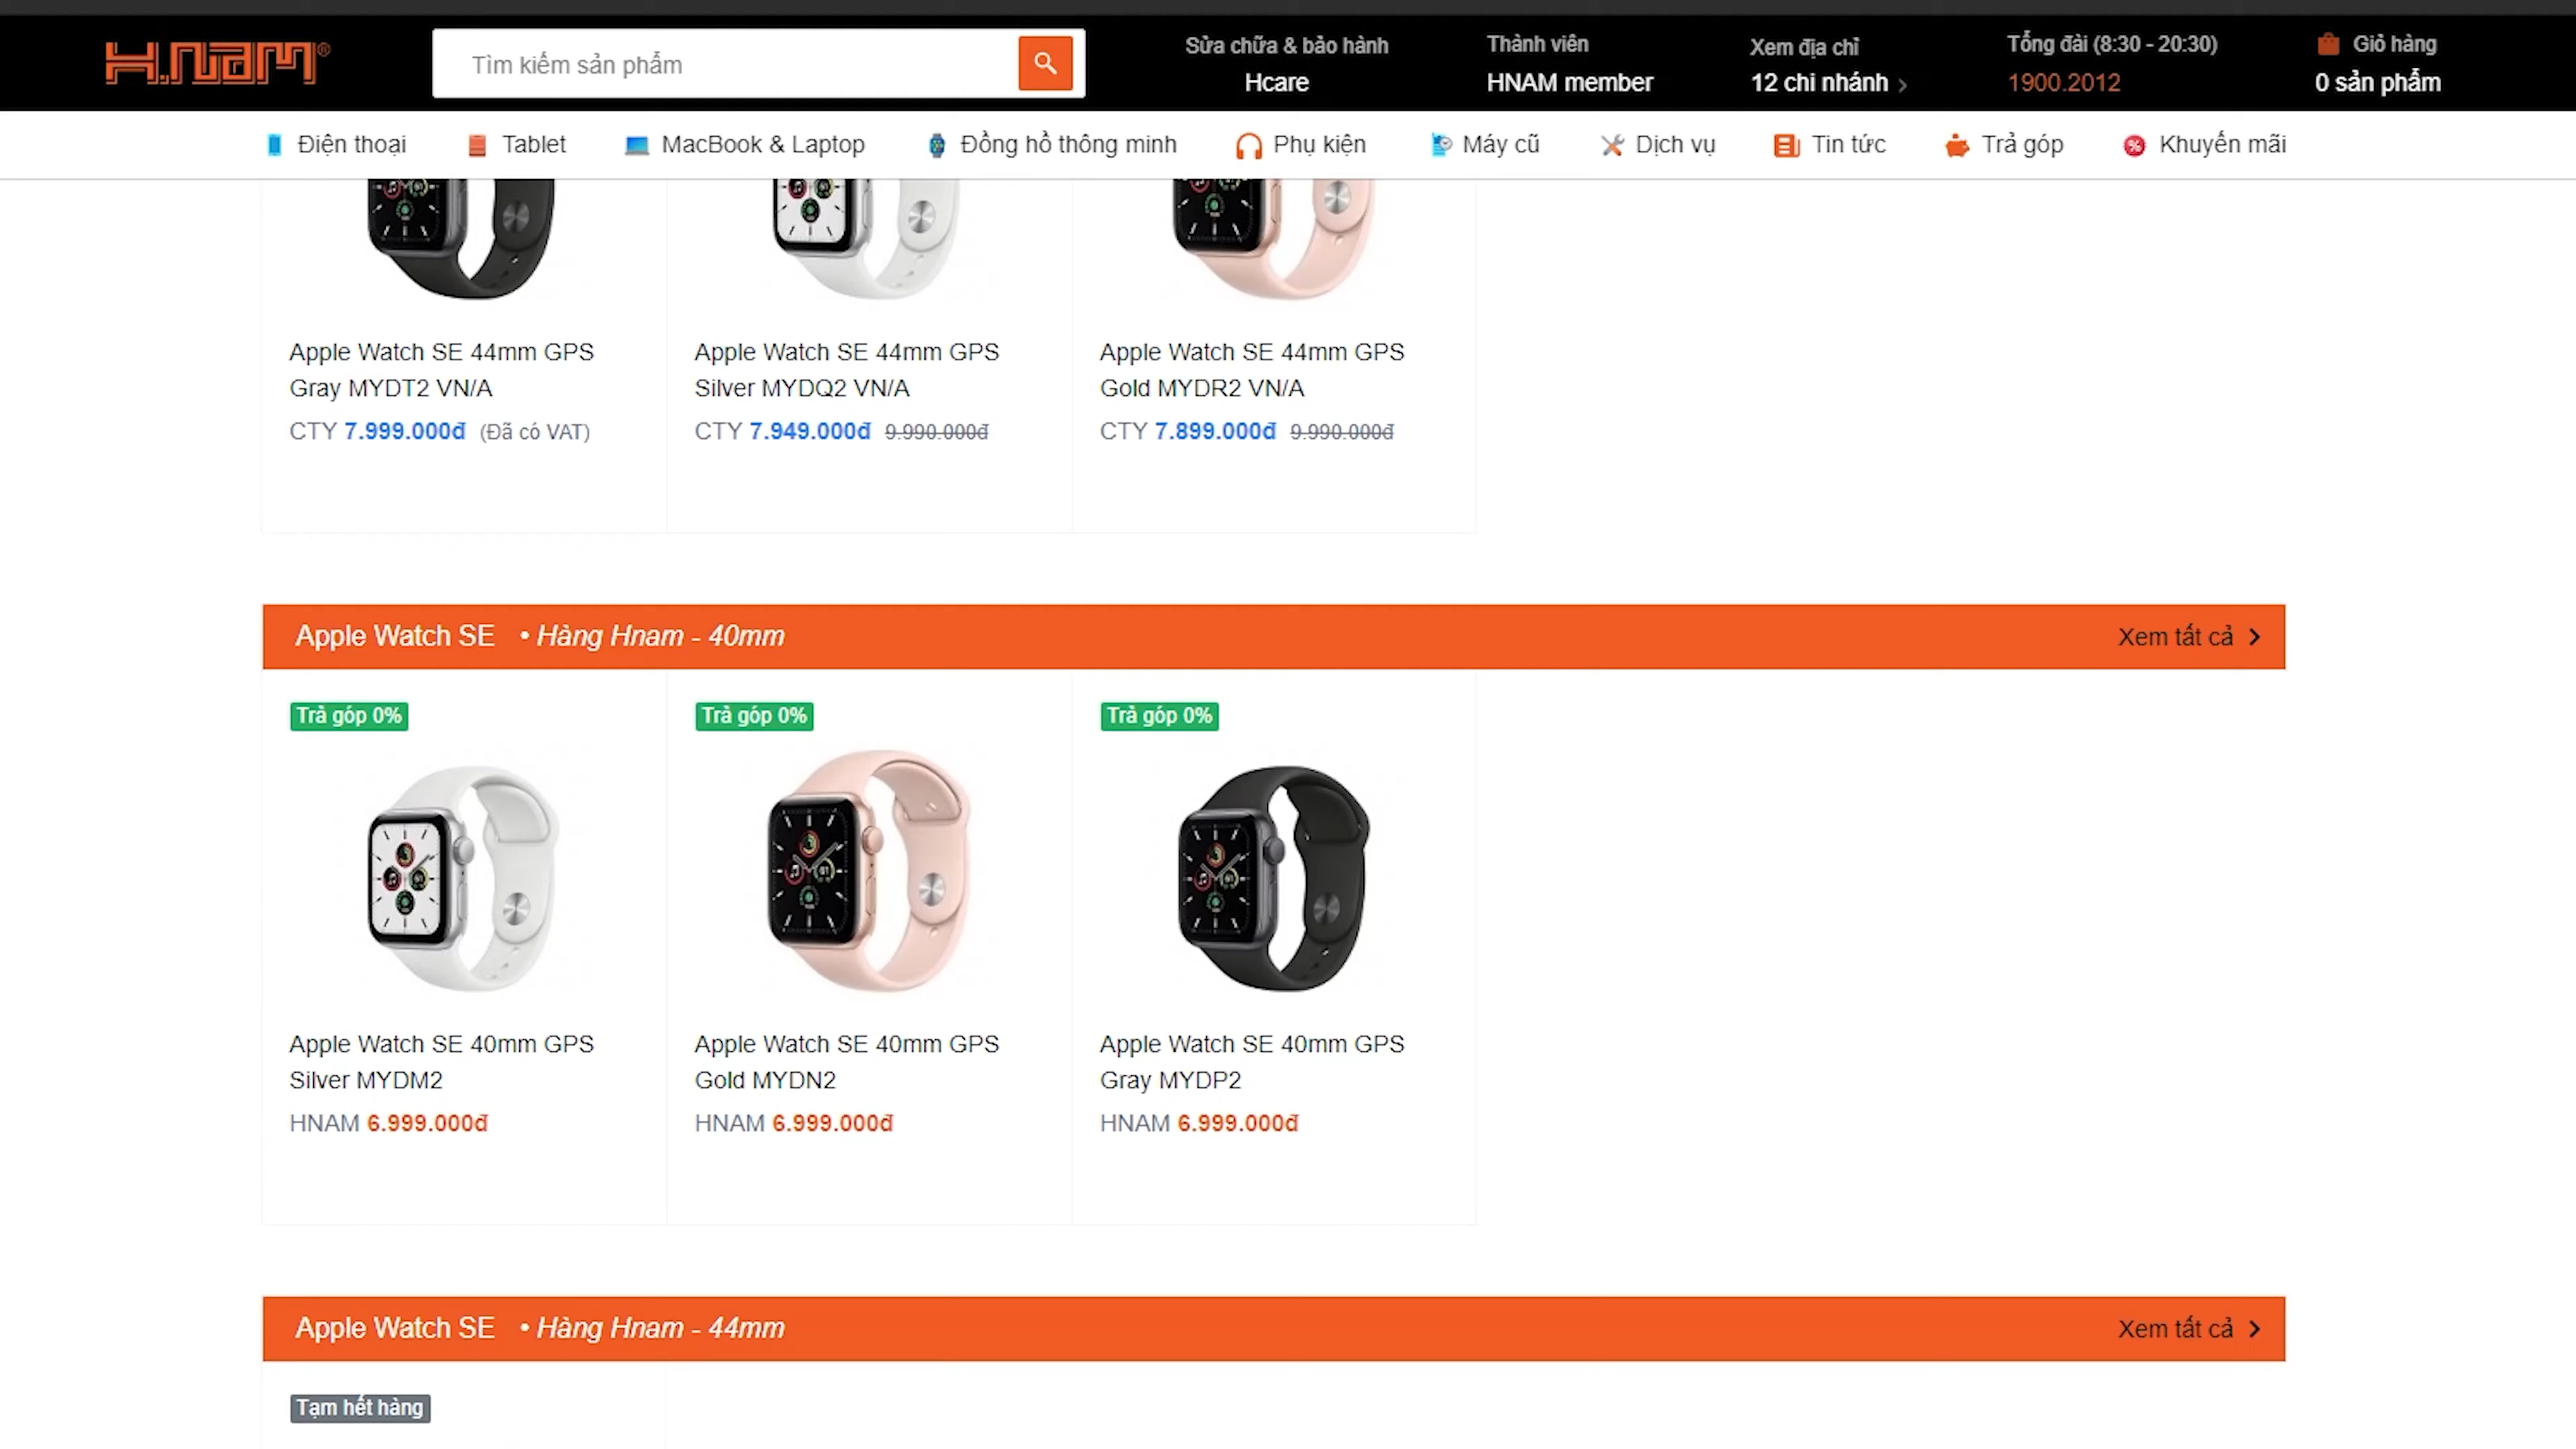 H.nam®
Tìm kiếm sản phẩm
Sửa chữa & bảo hành
Hcare
Thành viên
HNAM member
Xem địa chỉ
12 chi nhánh
Tổng đài (8:30 - 20:30)
1900.2012
Giỏ hàng
0 sản phẩm
Điện thoại
Tablet
MacBook & Laptop
Đồng hồ thông minh
Phụ kiện
Máy cũ
Dịch vụ
Tin tức
Trả góp
Khuyến mãi
Apple Watch SE 44mm GPS
Gray MYDT2 VN/A
CTY 7.999.000đ (Đã có VAT)
Apple Watch SE 44mm GPS
Silver MYDQ2 VN/A
CTY 7.949.000đ 9.990.000đ
Apple Watch SE 44mm GPS
Gold MYDR2 VN/A
CTY 7.899.000đ 9.990.000đ
Apple Watch SE • Hàng Hnam - 40mm
Xem tất cả
Trả góp 0%
Apple Watch SE 40mm GPS
Silver MYDM2
HNAM 6.999.000đ
Trả góp 0%
Apple Watch SE 40mm GPS
Gold MYDN2
HNAM 6.999.000đ
Trả góp 0%
Apple Watch SE 40mm GPS
Gray MYDP2
HNAM 6.999.000đ
Apple Watch SE • Hàng Hnam - 44mm
Xem tất cả
Tạm hết hàng